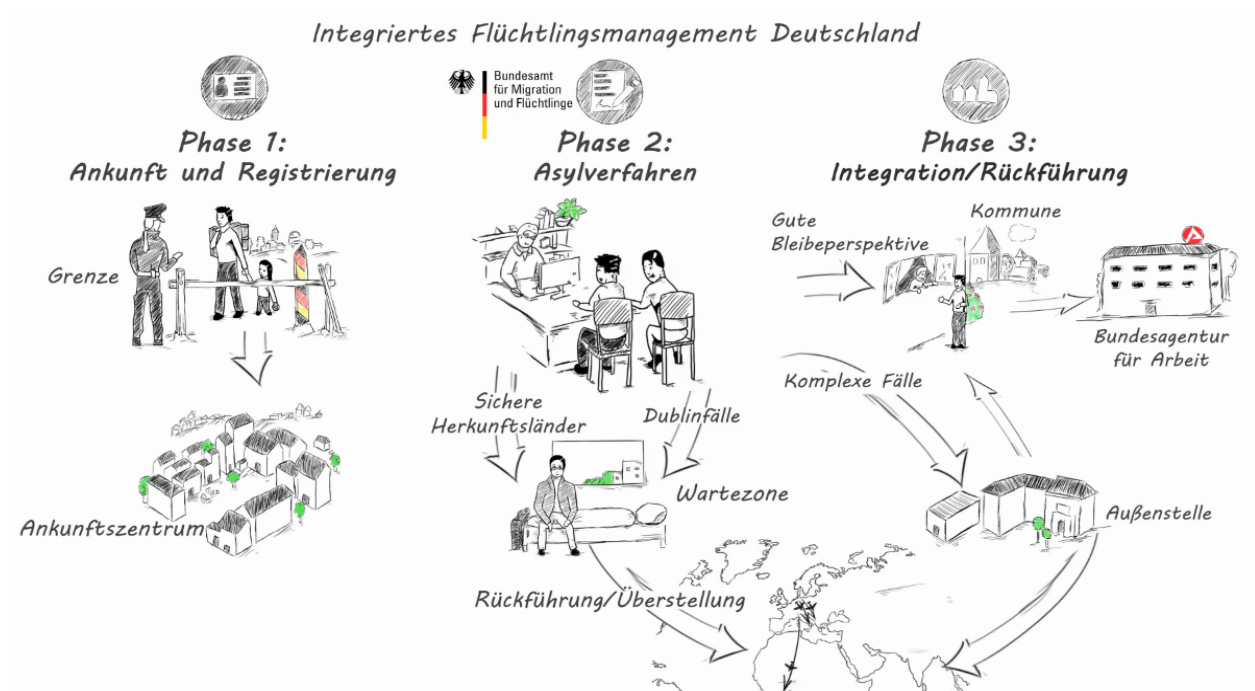 Integriertes Flüchtlingsmanagement Deutschland
Bundesamt
für Migration
und Flüchtlinge
Phase 1:
Ankunft und Registrierung
Grenze
Ankunftszentrum
Phase 2:
Asylverfahren
Sichere
Herkunftsländer
Dublinfälle
Wartezone
Rückführung/Überstellung
Phase 3:
Integration/Rückführung
Gute
Bleibeperspektive
Kommune
Bundesagentur
für Arbeit
Komplexe Fälle
Außenstelle